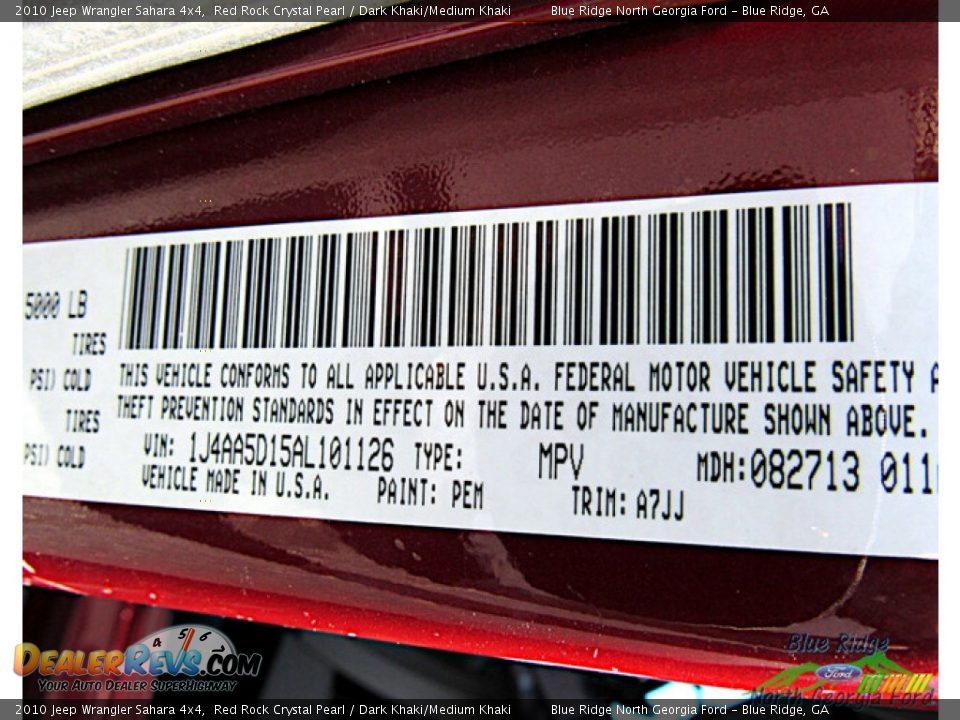 2010 Jeep Wrangler Sahara 4x4, Red Rock Crystal Pearl / Dark Khaki/Medium Khaki Blue Ridge North Georgia Ford - Blue Ridge, GA
5000 LB
TIRES
PSI) COLD
THIS VEHICLE CONFORMS TO ALL APPLICABLE U.S.A. FEDERAL MOTOR VEHICLE SAFETY A
TIRES
THEFT PREVENTION STANDARDS IN EFFECT ON THE DATE OF MANUFACTURE SHOWN ABOVE.
PSI) COLD
VIN: 1J4AA5D15AL101126 TYPE: MPV MDH: 082713 011
VEHICLE MADE IN U.S.A. PAINT: PEM TRIM: A7JJ
4 5 6
DEALERREVS.COM
YOUR AUTO DEALER SUPERHIGHWAY
Blue Ridge
Ford
North Georgia Ford
2010 Jeep Wrangler Sahara 4x4, Red Rock Crystal Pearl / Dark Khaki/Medium Khaki Blue Ridge North Georgia Ford - Blue Ridge, GA